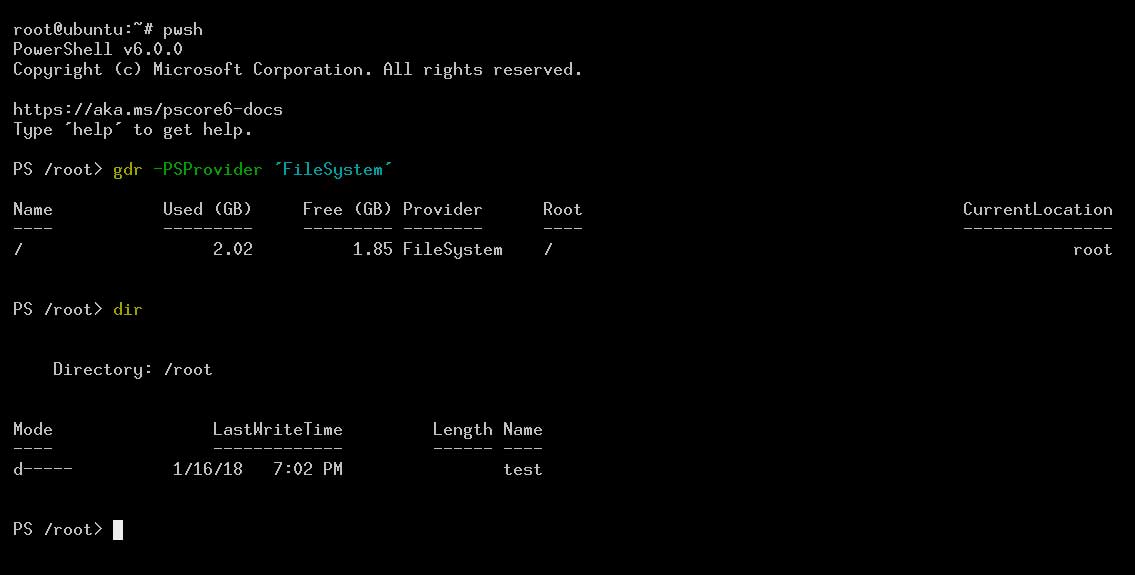 root@ubuntu:~# pwsh
PowerShell v6.0.0
Copyright (c) Microsoft Corporation. All rights reserved.
https://aka.ms/pscore6-docs
Type ´help´ to get help.
PS /root> gdr -PSProvider ´FileSystem´
Name           Used (GB)     Free (GB) Provider      Root                                      CurrentLocation
----           ---------     --------- --------      ----                                      ---------------
/                   2.02          1.85 FileSystem    /                                                    root
PS /root> dir
    Directory: /root
Mode                LastWriteTime         Length Name
----                -------------         ------ ----
d-----          1/16/18   7:02 PM                test
PS /root>